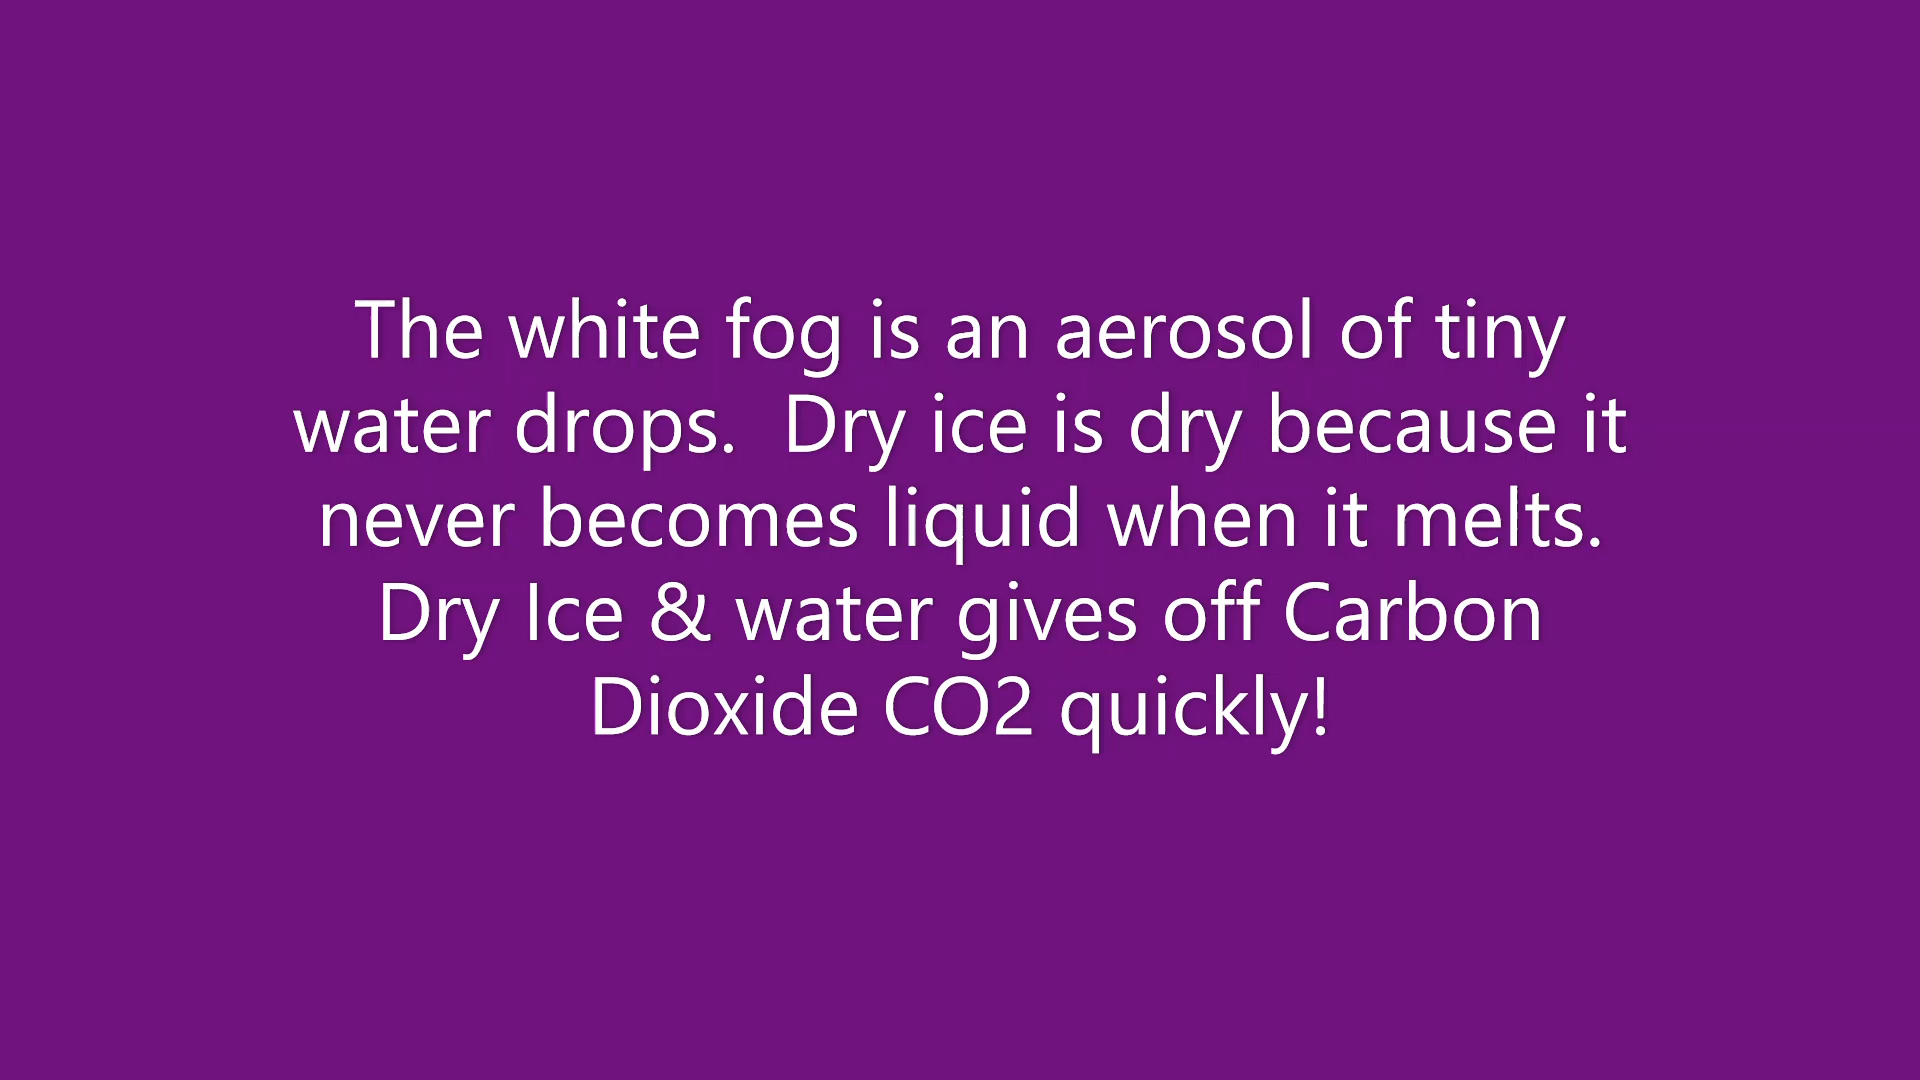 The white fog is an aerosol of tiny
water drops.  Dry ice is dry because it
never becomes liquid when it melts.
Dry Ice & water gives off Carbon
Dioxide CO2 quickly!